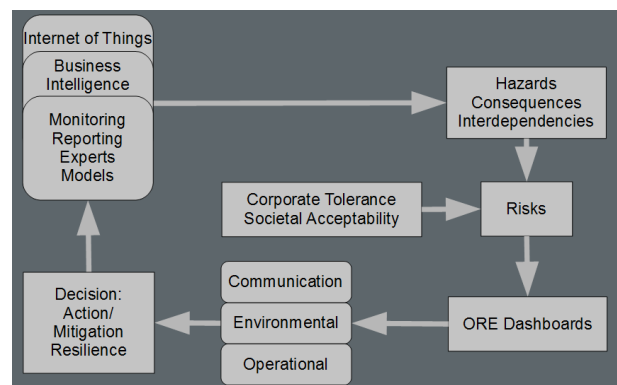 Internet of Things
Business
Intelligence
Monitoring
Reporting
Experts
Models
Hazards
Consequences
Interdependencies
Corporate Tolerance
Societal Acceptability
Risks
Communication
Environmental
Operational
Decision:
Action/
Mitigation
Resilience
ORE Dashboards